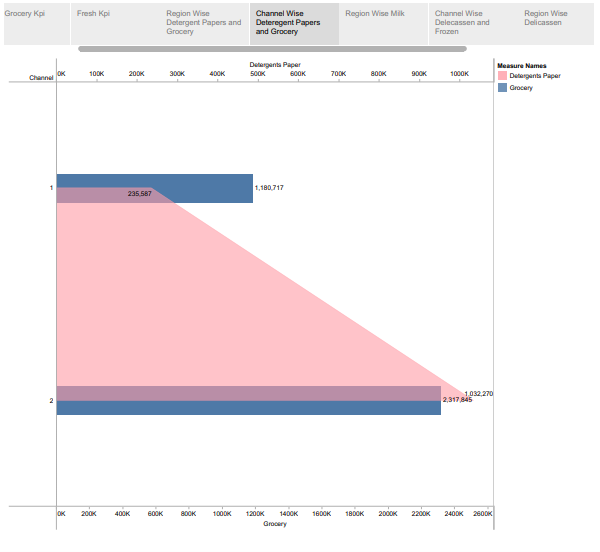 Grocery Kpi
Fresh Kpi
Region Wise
Detergent Papers and
Grocery
Channel Wise
Deteregent Papers
and Grocery
Region Wise Milk
Channel Wise
Delecassen and
Frozen
Region Wise
Delicassen
Detergents Paper
Channel
0K 100K 200K 300K 400K 500K 600K 700K 800K 900K 1000K
Measure Names
Detergents Paper
Grocery
1
1,180,717
235,587
1,032,270
2
2,317,845
0K 200K 400K 600K 800K 1000K 1200K 1400K 1600K 1800K 2000K 2200K 2400K 2600K
Grocery